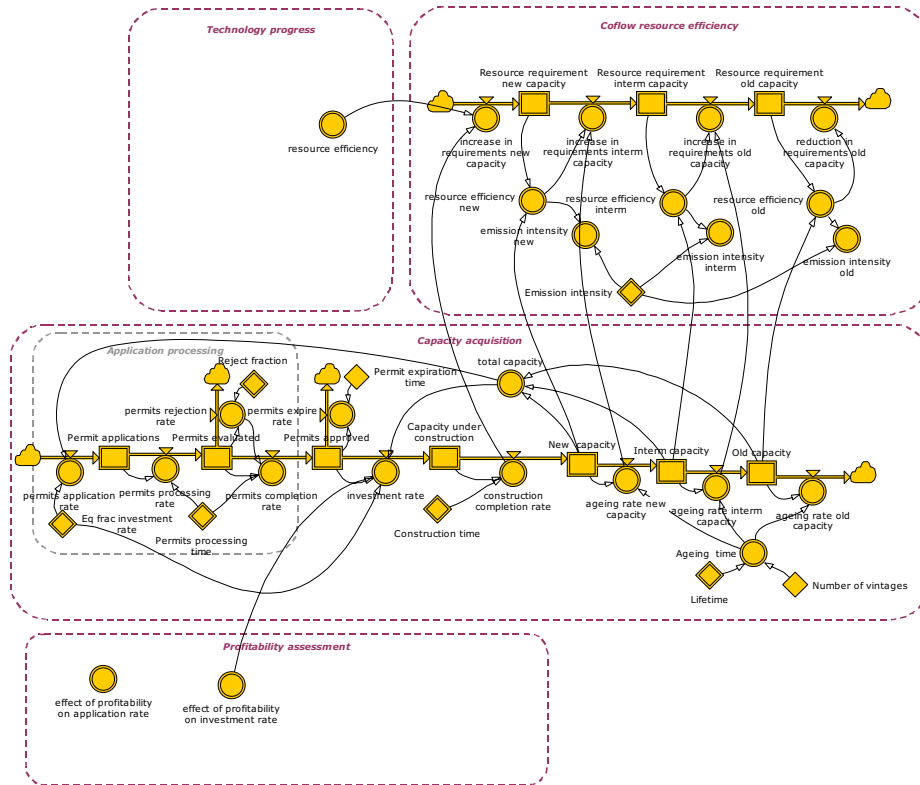 Technology progress
Coflow resource efficiency
Resource requirement
new capacity
Resource requirement
interm capacity
Resource requirement
old capacity
resource efficiency
increase in
requirements new
capacity
increase in
requirements interm
capacity
increase in
requirements old
capacity
reduction in
requirements old
capacity
resource efficiency
new
resource efficiency
interm
resource efficiency
old
emission intensity
new
emission intensity
interm
emission intensity
old
Emission intensity
Capacity acquisition
Application processing
Reject fraction
total capacity
Permit expiration
time
permits rejection
rate
permits expire rate
Permit applications
Permits evaluated
Permits approved
Capacity under
construction
New capacity
Interm capacity
Old capacity
permits application
rate
permits processing
rate
permits completion
rate
investment rate
construction
completion rate
ageing rate new
capacity
ageing rate interm
capacity
ageing rate old
capacity
Eq frac investment
rate
Permits processing
time
Construction time
Ageing time
Lifetime
Number of vintages
Profitability assessment
effect of profitability
on application rate
effect of profitability
on investment rate